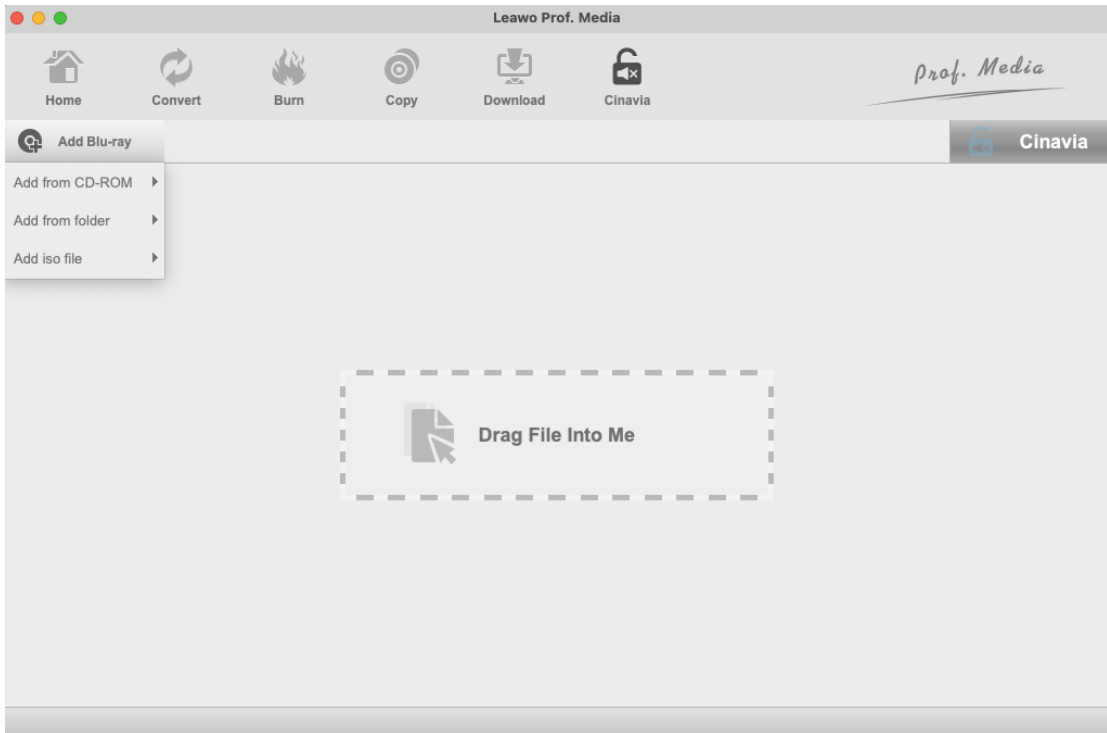 Leawo Prof. Media
Home Convert Burn Copy Download Cinavia
Prof. Media
Add Blu-ray
Cinavia
Add from CD-ROM
Add from folder
Add iso file
Drag File Into Me